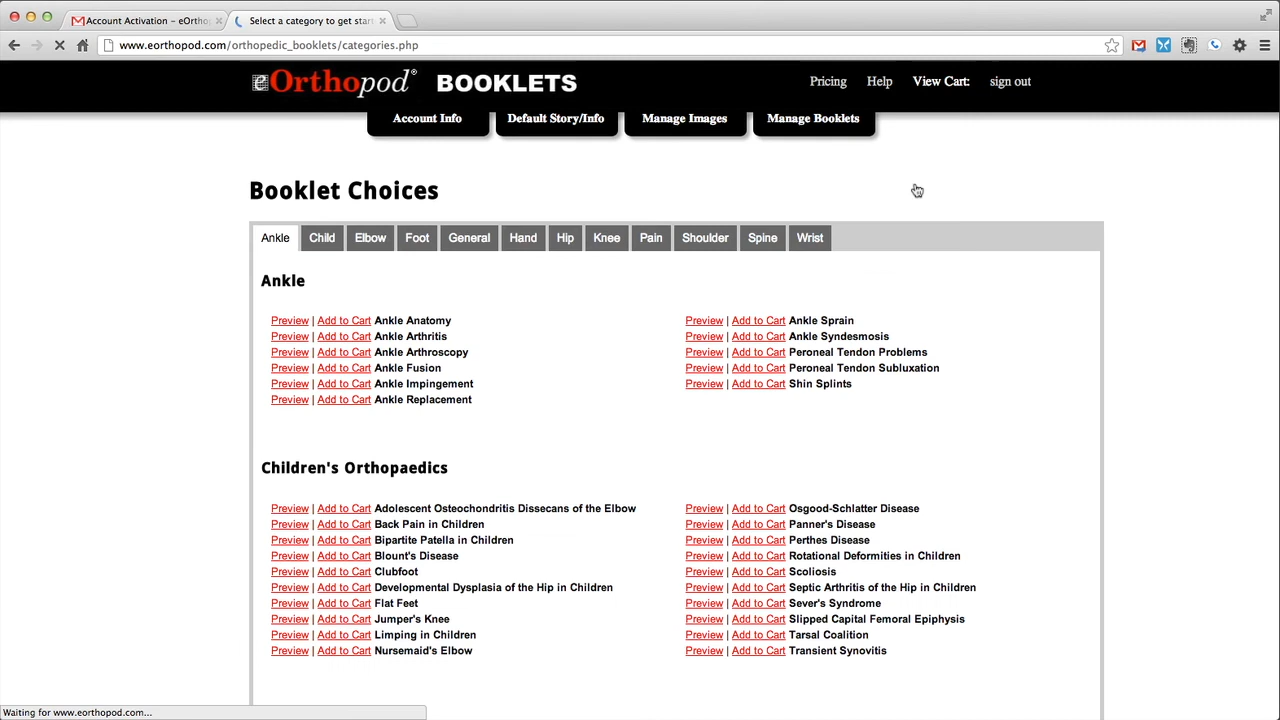 Account Activation – eOrthop
Select a category to get star
www.eorthopod.com/orthopedic_booklets/categories.php
eOrthopod® BOOKLETS
Pricing Help View Cart: sign out
Account Info Default Story/Info Manage Images Manage Booklets
Booklet Choices
Ankle Child Elbow Foot General Hand Hip Knee Pain Shoulder Spine Wrist
Ankle
Preview | Add to Cart Ankle Anatomy
Preview | Add to Cart Ankle Arthritis
Preview | Add to Cart Ankle Arthroscopy
Preview | Add to Cart Ankle Fusion
Preview | Add to Cart Ankle Impingement
Preview | Add to Cart Ankle Replacement
Preview | Add to Cart Ankle Sprain
Preview | Add to Cart Ankle Syndesmosis
Preview | Add to Cart Peroneal Tendon Problems
Preview | Add to Cart Peroneal Tendon Subluxation
Preview | Add to Cart Shin Splints
Children's Orthopaedics
Preview | Add to Cart Adolescent Osteochondritis Dissecans of the Elbow
Preview | Add to Cart Back Pain in Children
Preview | Add to Cart Bipartite Patella in Children
Preview | Add to Cart Blount's Disease
Preview | Add to Cart Clubfoot
Preview | Add to Cart Developmental Dysplasia of the Hip in Children
Preview | Add to Cart Flat Feet
Preview | Add to Cart Jumper's Knee
Preview | Add to Cart Limping in Children
Preview | Add to Cart Nursemaid's Elbow
Preview | Add to Cart Osgood-Schlatter Disease
Preview | Add to Cart Panner's Disease
Preview | Add to Cart Perthes Disease
Preview | Add to Cart Rotational Deformities in Children
Preview | Add to Cart Scoliosis
Preview | Add to Cart Septic Arthritis of the Hip in Children
Preview | Add to Cart Sever's Syndrome
Preview | Add to Cart Slipped Capital Femoral Epiphysis
Preview | Add to Cart Tarsal Coalition
Preview | Add to Cart Transient Synovitis
Waiting for www.eorthopod.com...